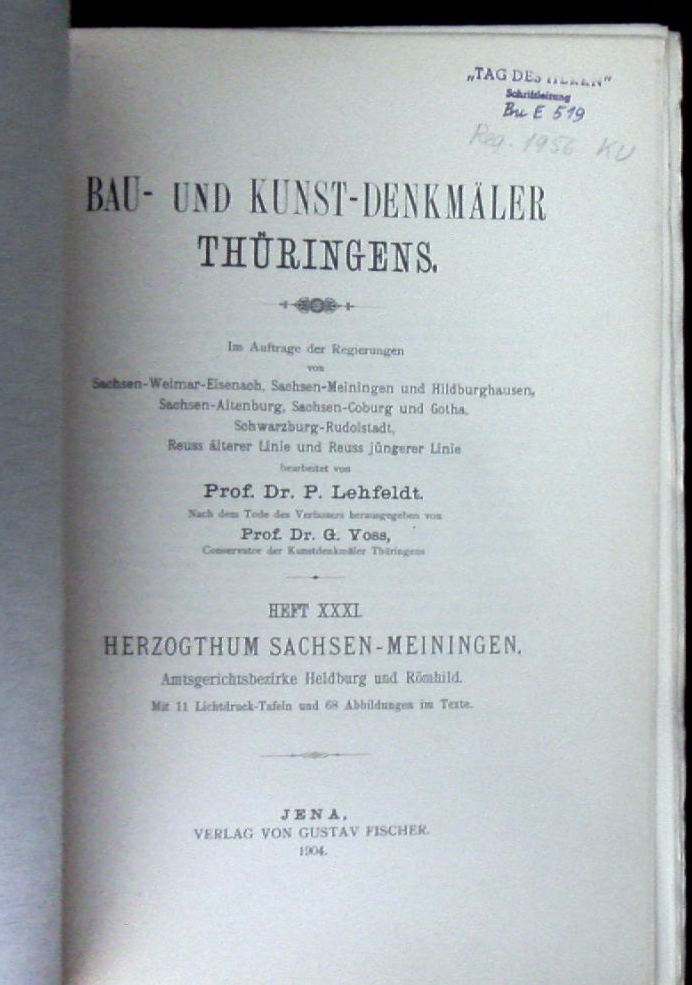 „TAG DES HERRN"
Schriftleitung
Bu E 519
Reg. 1956 KU
BAU- UND KUNST-DENKMÄLER
THÜRINGENS.
Im Auftrage der Regierungen
von
Sachsen-Weimar-Eisenach, Sachsen-Meiningen und Hildburghausen,
Sachsen-Altenburg, Sachsen-Coburg und Gotha,
Schwarzburg-Rudolstadt,
Reuss älterer Linie und Reuss jüngerer Linie
bearbeitet von
Prof. Dr. P. Lehfeldt.
Nach dem Tode des Verfassers herausgegeben von
Prof. Dr. G. Voss,
Conservator der Kunstdenkmäler Thüringens
HEFT XXXI.
HERZOGTHUM SACHSEN-MEININGEN.
Amtsgerichtsbezirke Heldburg und Römhild.
Mit 11 Lichtdruck-Tafeln und 68 Abbildungen im Texte.
JENA,
VERLAG VON GUSTAV FISCHER.
1904.